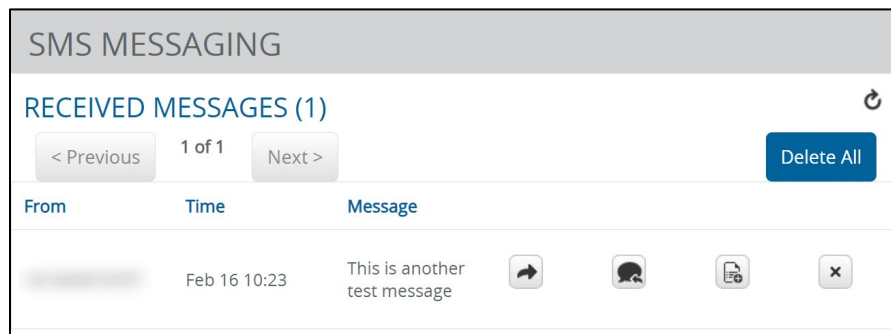 SMS MESSAGING
RECEIVED MESSAGES (1)
< Previous 1 of 1 Next > Delete All
From Time Message
Feb 16 10:23 This is another
test message